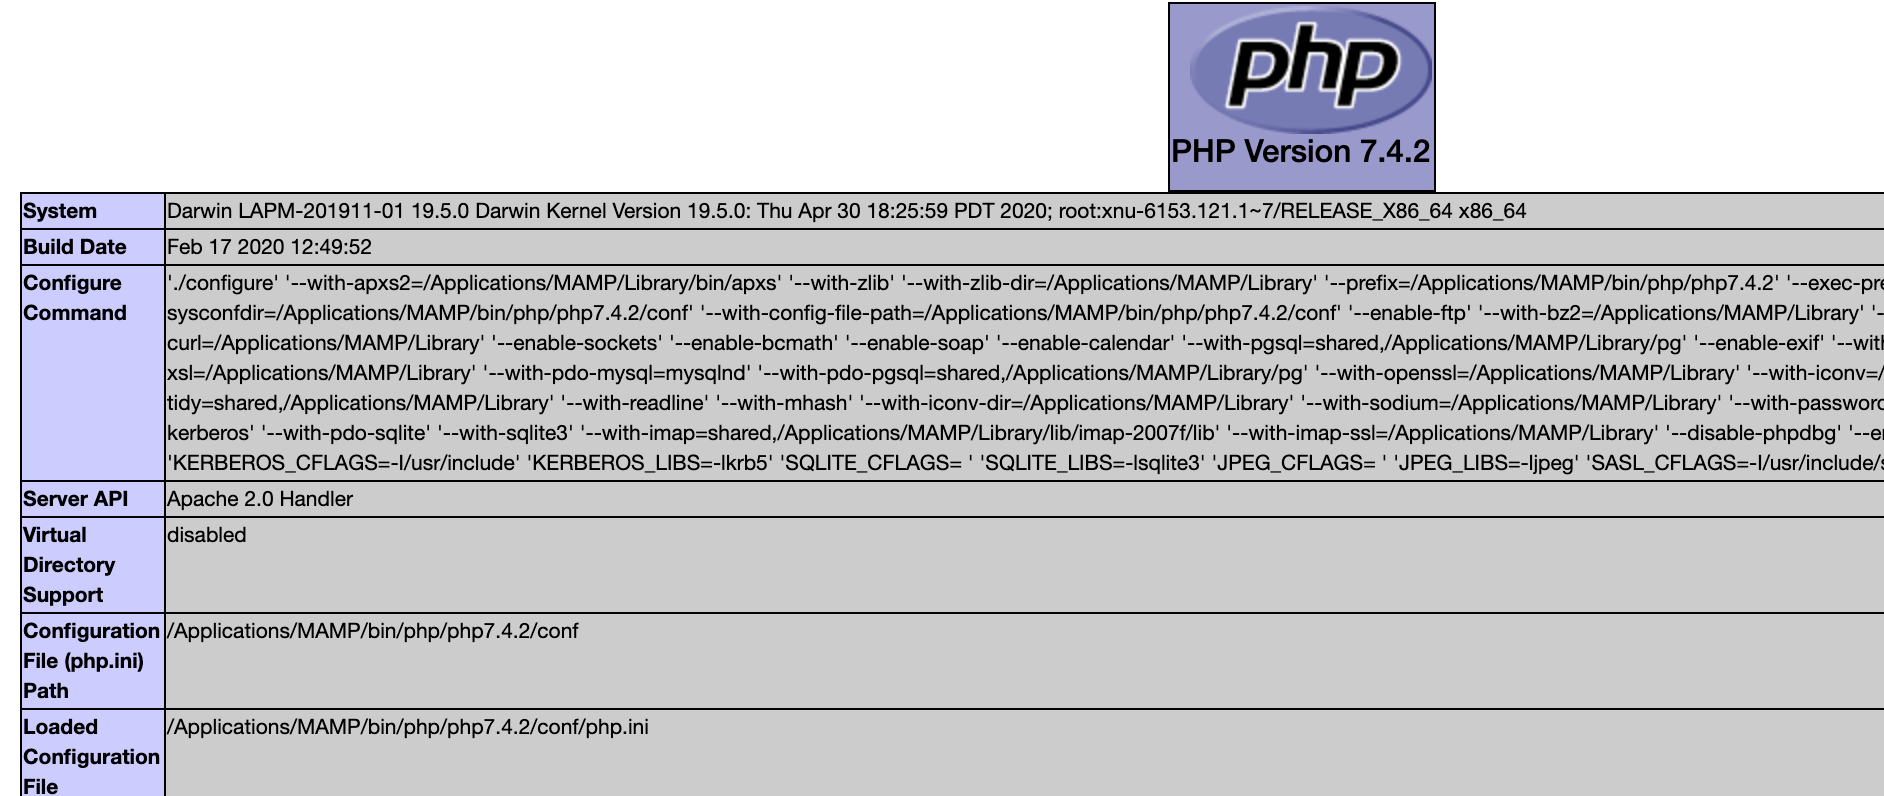 php
PHP Version 7.4.2
System
Darwin LAPM-201911-01 19.5.0 Darwin Kernel Version 19.5.0: Thu Apr 30 18:25:59 PDT 2020; root:xnu-6153.121.1~7/RELEASE_X86_64 x86_64
Build Date
Feb 17 2020 12:49:52
Configure
Command
'./configure' '--with-apxs2=/Applications/MAMP/Library/bin/apxs' '--with-zlib' '--with-zlib-dir=/Applications/MAMP/Library' '--prefix=/Applications/MAMP/bin/php/php7.4.2' '--exec-pre
sysconfdir=/Applications/MAMP/bin/php/php7.4.2/conf' '--with-config-file-path=/Applications/MAMP/bin/php/php7.4.2/conf' '--enable-ftp' '--with-bz2=/Applications/MAMP/Library' '-
curl=/Applications/MAMP/Library' '--enable-sockets' '--enable-bcmath' '--enable-soap' '--enable-calendar' '--with-pgsql=shared,/Applications/MAMP/Library/pg' '--enable-exif' '--with
xsl=/Applications/MAMP/Library' '--with-pdo-mysql=mysqlnd' '--with-pdo-pgsql=shared,/Applications/MAMP/Library/pg' '--with-openssl=/Applications/MAMP/Library' '--with-iconv=/
tidy=shared,/Applications/MAMP/Library' '--with-readline' '--with-mhash' '--with-iconv-dir=/Applications/MAMP/Library' '--with-sodium=/Applications/MAMP/Library' '--with-password
kerberos' '--with-pdo-sqlite' '--with-sqlite3' '--with-imap=shared,/Applications/MAMP/Library/lib/imap-2007f/lib' '--with-imap-ssl=/Applications/MAMP/Library' '--disable-phpdbg' '--en
'KERBEROS_CFLAGS=-I/usr/include' 'KERBEROS_LIBS=-lkrb5' 'SQLITE_CFLAGS= ' 'SQLITE_LIBS=-lsqlite3' 'JPEG_CFLAGS= ' 'JPEG_LIBS=-ljpeg' 'SASL_CFLAGS=-I/usr/include/s
Server API
Apache 2.0 Handler
Virtual
Directory
Support
disabled
Configuration
File (php.ini)
Path
/Applications/MAMP/bin/php/php7.4.2/conf
Loaded
Configuration
File
/Applications/MAMP/bin/php/php7.4.2/conf/php.ini